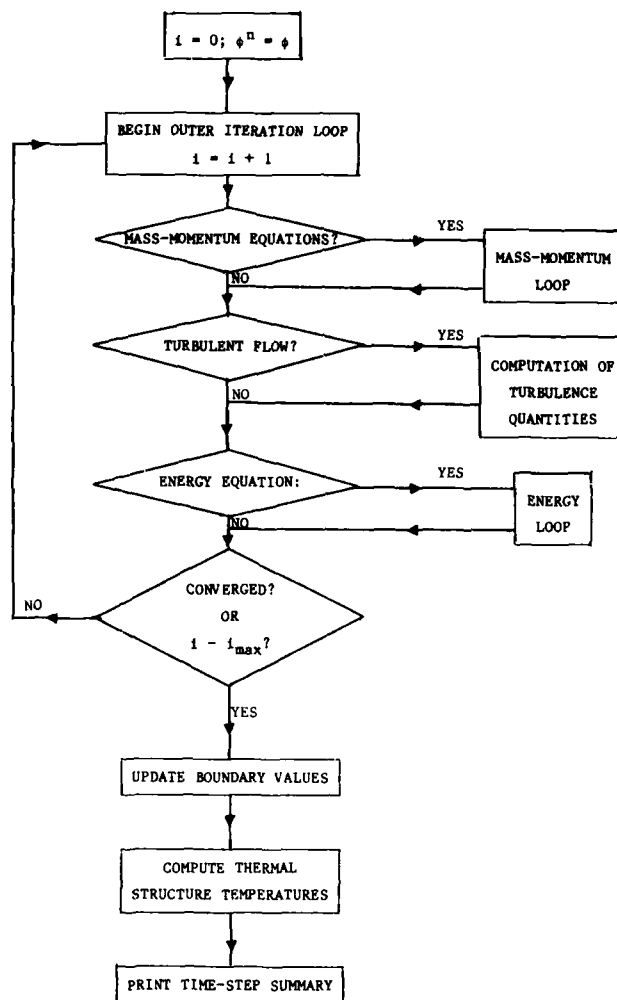 i = 0; ϕⁿ = ϕ
BEGIN OUTER ITERATION LOOP
i = i + 1
MASS-MOMENTUM EQUATIONS?
YES
MASS-MOMENTUM
LOOP
NO
TURBULENT FLOW?
YES
COMPUTATION OF
TURBULENCE
QUANTITIES
NO
ENERGY EQUATION:
YES
ENERGY
LOOP
NO
CONVERGED?
OR
i - i_max?
NO
YES
UPDATE BOUNDARY VALUES
COMPUTE THERMAL
STRUCTURE TEMPERATURES
PRINT TIME-STEP SUMMARY